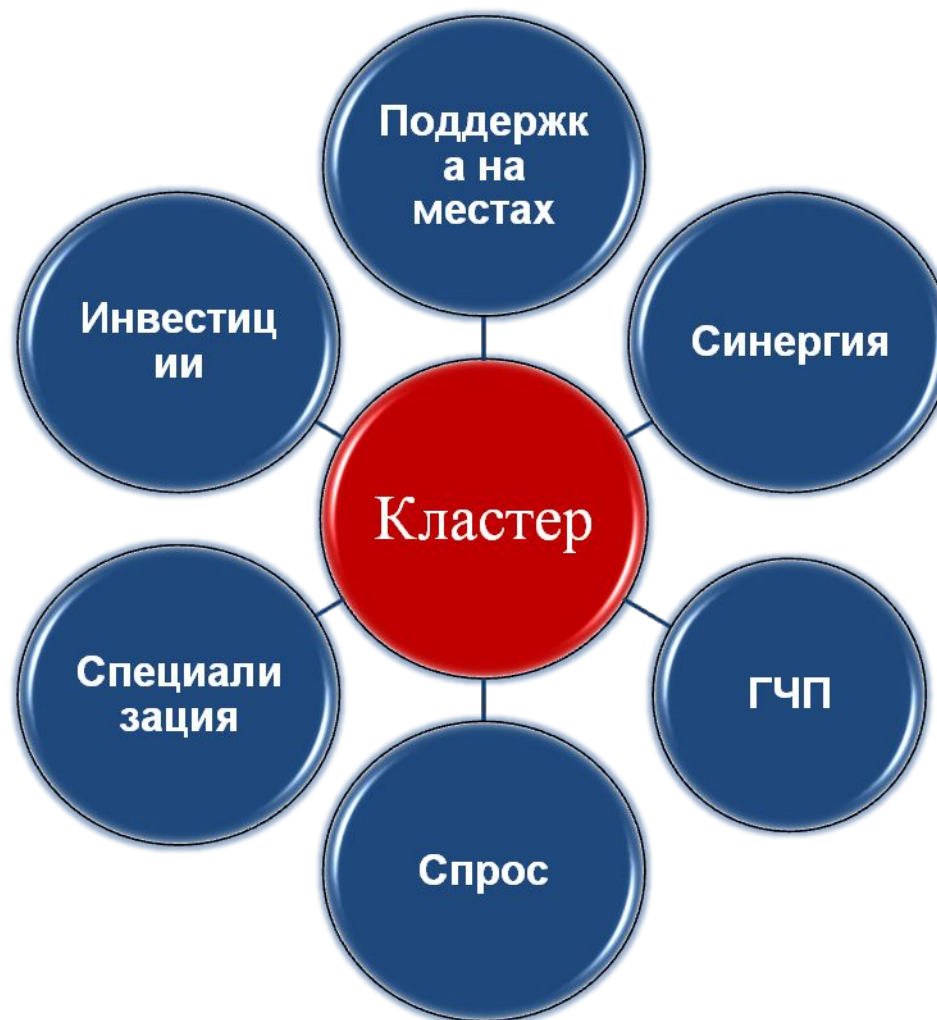 Поддержк
а на
местах
Инвестиц
ии
Синергия
Кластер
Специали
зация
ГЧП
Спрос